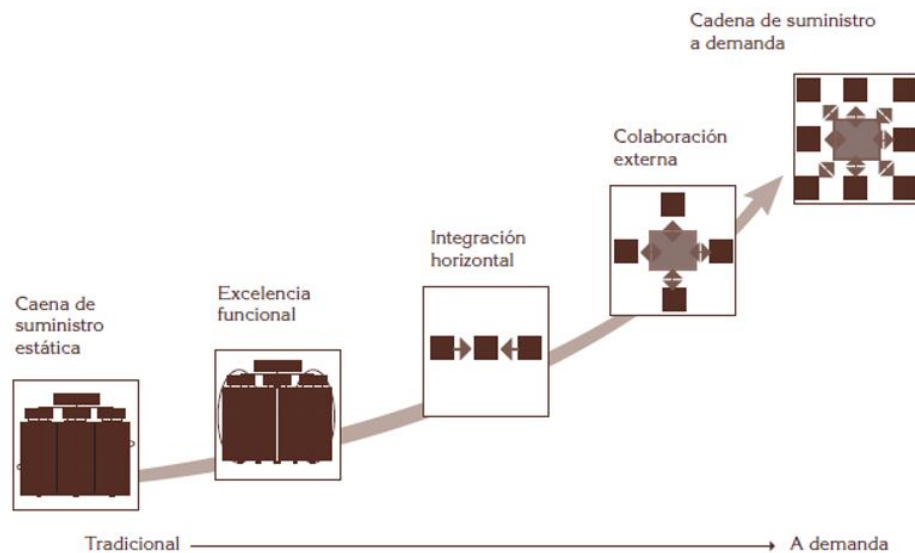 Cadena de suministro
a demanda
Colaboración
externa
Integración
horizontal
Excelencia
funcional
Caena de
suministro
estática
Tradicional
A demanda